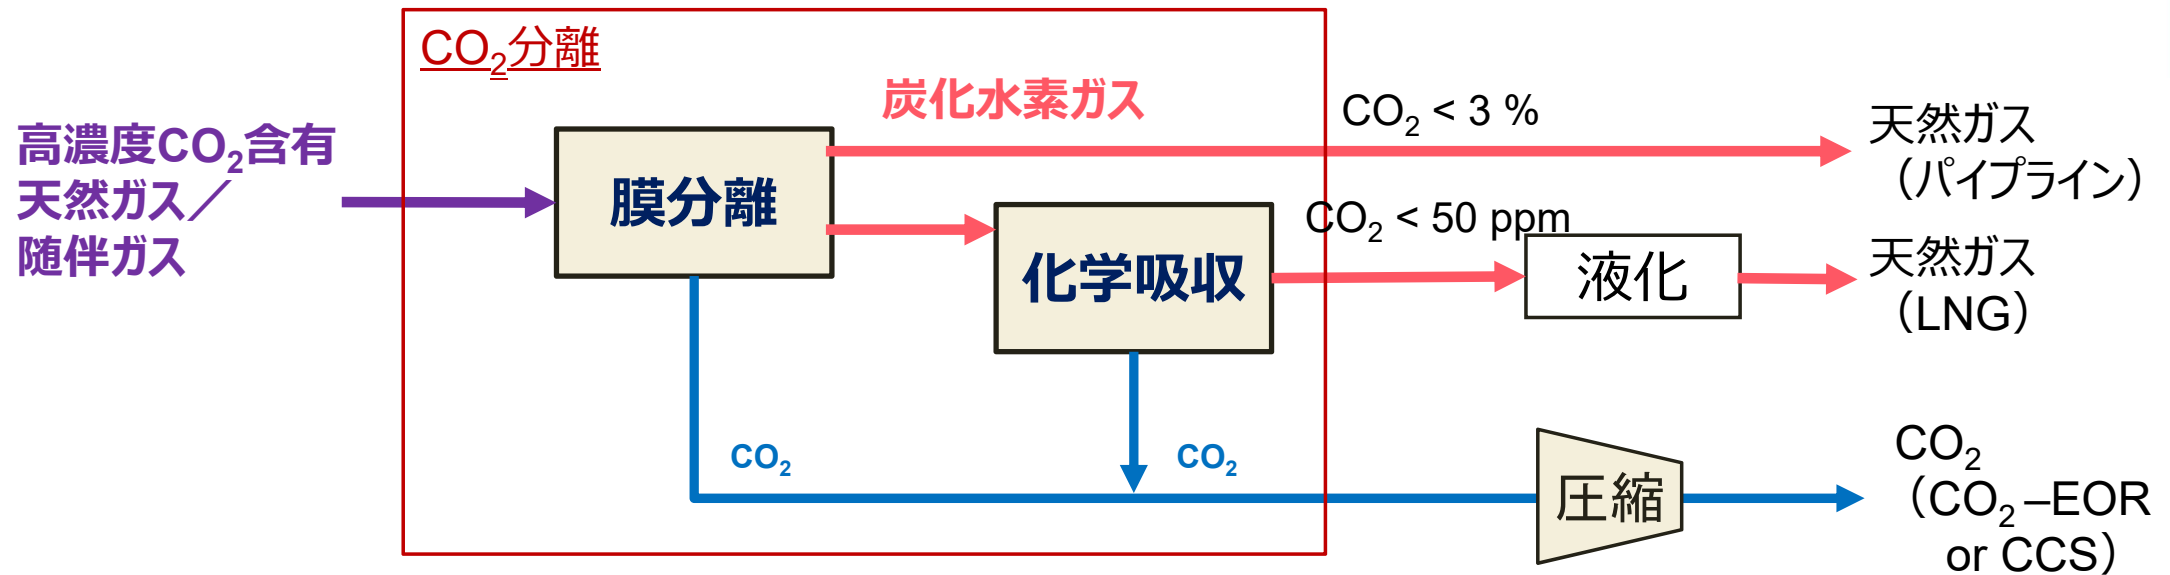 CO₂分離
炭化水素ガス
高濃度CO₂含有
天然ガス／
随伴ガス
膜分離
化学吸収
CO₂ < 3 %
天然ガス
（パイプライン）
CO₂ < 50 ppm
液化
天然ガス
（LNG）
CO₂
CO₂
圧縮
CO₂
（CO₂ –EOR
or CCS）